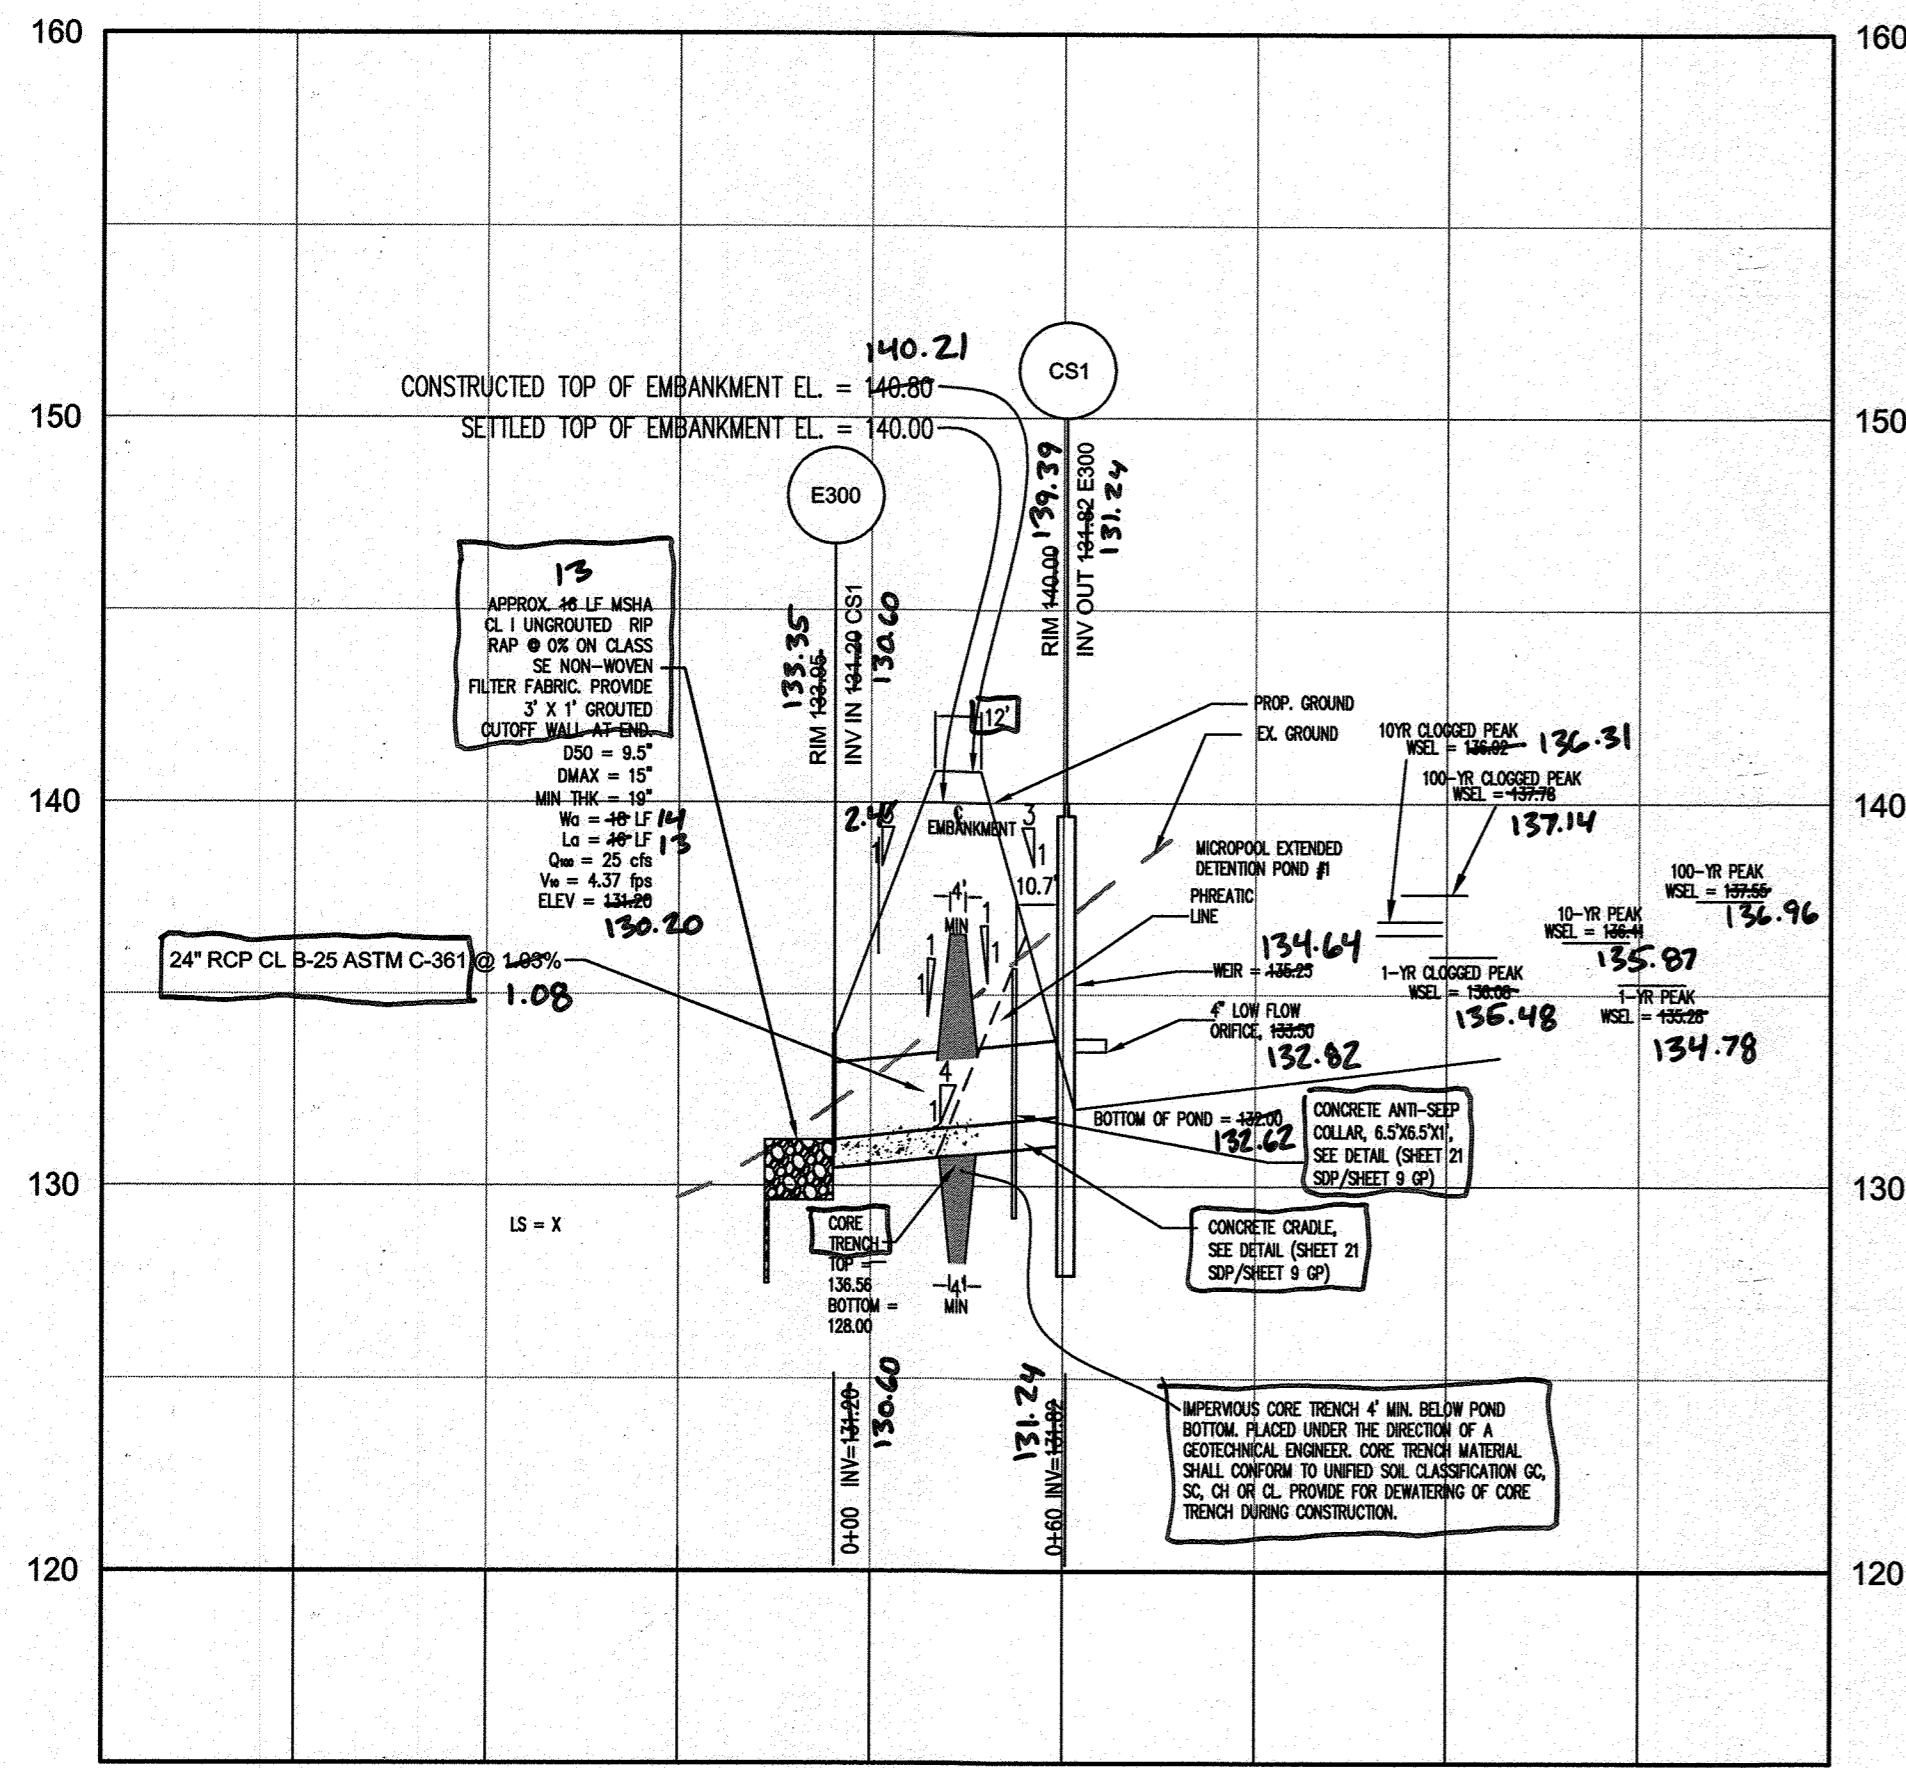 160
160
140.21
CONSTRUCTED TOP OF EMBANKMENT EL. = 140.80
SETTLED TOP OF EMBANKMENT EL. = 140.00
CS1
150
150
E300
RIM 140.00 139.39
INV OUT 131.82 E300
131.24
13
APPROX. 16 LF MSHA
CL I UNGROUTED RIP
RAP @ 0% ON CLASS
SE NON-WOVEN
FILTER FABRIC. PROVIDE
3' X 1' GROUTED
CUTOFF WALL AT END.
D50 = 9.5"
DMAX = 15"
MIN THK = 19"
Wa = 18 LF 14
La = 16 LF 13
Q100 = 25 cfs
V10 = 4.37 fps
ELEV = 131.20
130.20
RIM 133.95
133.35
INV IN 131.20 CS1
130.60
12'
PROP. GROUND
EX. GROUND
10YR CLOGGED PEAK
WSEL = 136.92 136.31
100-YR CLOGGED PEAK
WSEL = 137.78
137.14
140
140
2.4
3
1
℄
EMBANKMENT
3
1
10.7'
MICROPOOL EXTENDED
DETENTION POND #1
PHREATIC
LINE
100-YR PEAK
WSEL = 137.55
136.96
10-YR PEAK
WSEL = 136.41
135.87
4'
MIN
1
1
1
1
24" RCP CL B-25 ASTM C-361 @ 1.03%
1.08
WEIR = 135.25
134.64
1-YR CLOGGED PEAK
WSEL = 136.08
135.48
1-YR PEAK
WSEL = 135.28
134.78
4" LOW FLOW
ORIFICE, 133.50
132.82
4
1
BOTTOM OF POND = 132.00
132.62
CONCRETE ANTI-SEEP
COLLAR, 6.5'X6.5'X1',
SEE DETAIL (SHEET 21
SDP/SHEET 9 GP)
130
130
LS = X
CORE
TRENCH
TOP =
136.56
BOTTOM =
128.00
4'
MIN
CONCRETE CRADLE,
SEE DETAIL (SHEET 21
SDP/SHEET 9 GP)
0+00 INV=131.20
130.60
0+60 INV=131.82
131.24
IMPERVIOUS CORE TRENCH 4' MIN. BELOW POND
BOTTOM. PLACED UNDER THE DIRECTION OF A
GEOTECHNICAL ENGINEER. CORE TRENCH MATERIAL
SHALL CONFORM TO UNIFIED SOIL CLASSIFICATION GC,
SC, CH OR CL. PROVIDE FOR DEWATERING OF CORE
TRENCH DURING CONSTRUCTION.
120
120